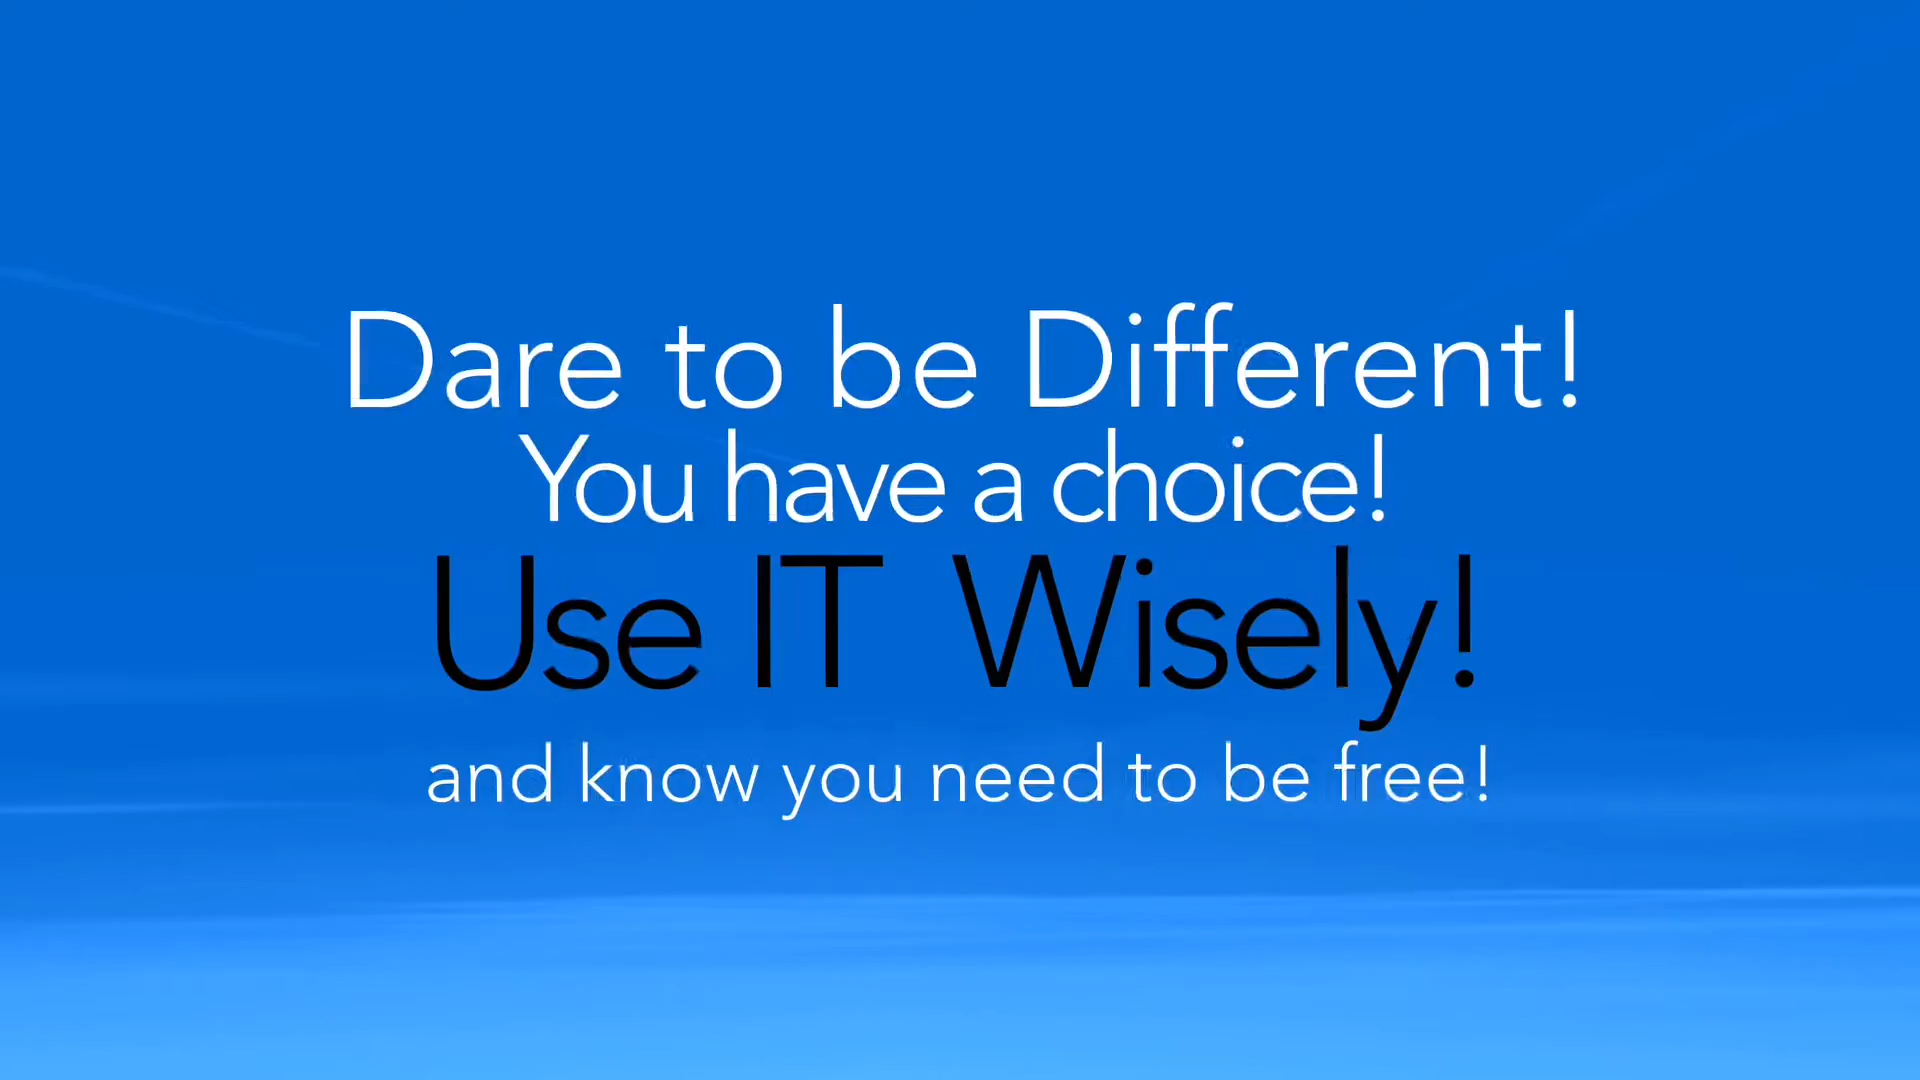 Dare to be Different!
You have a choice!
Use IT Wisely!
and know you need to be free!